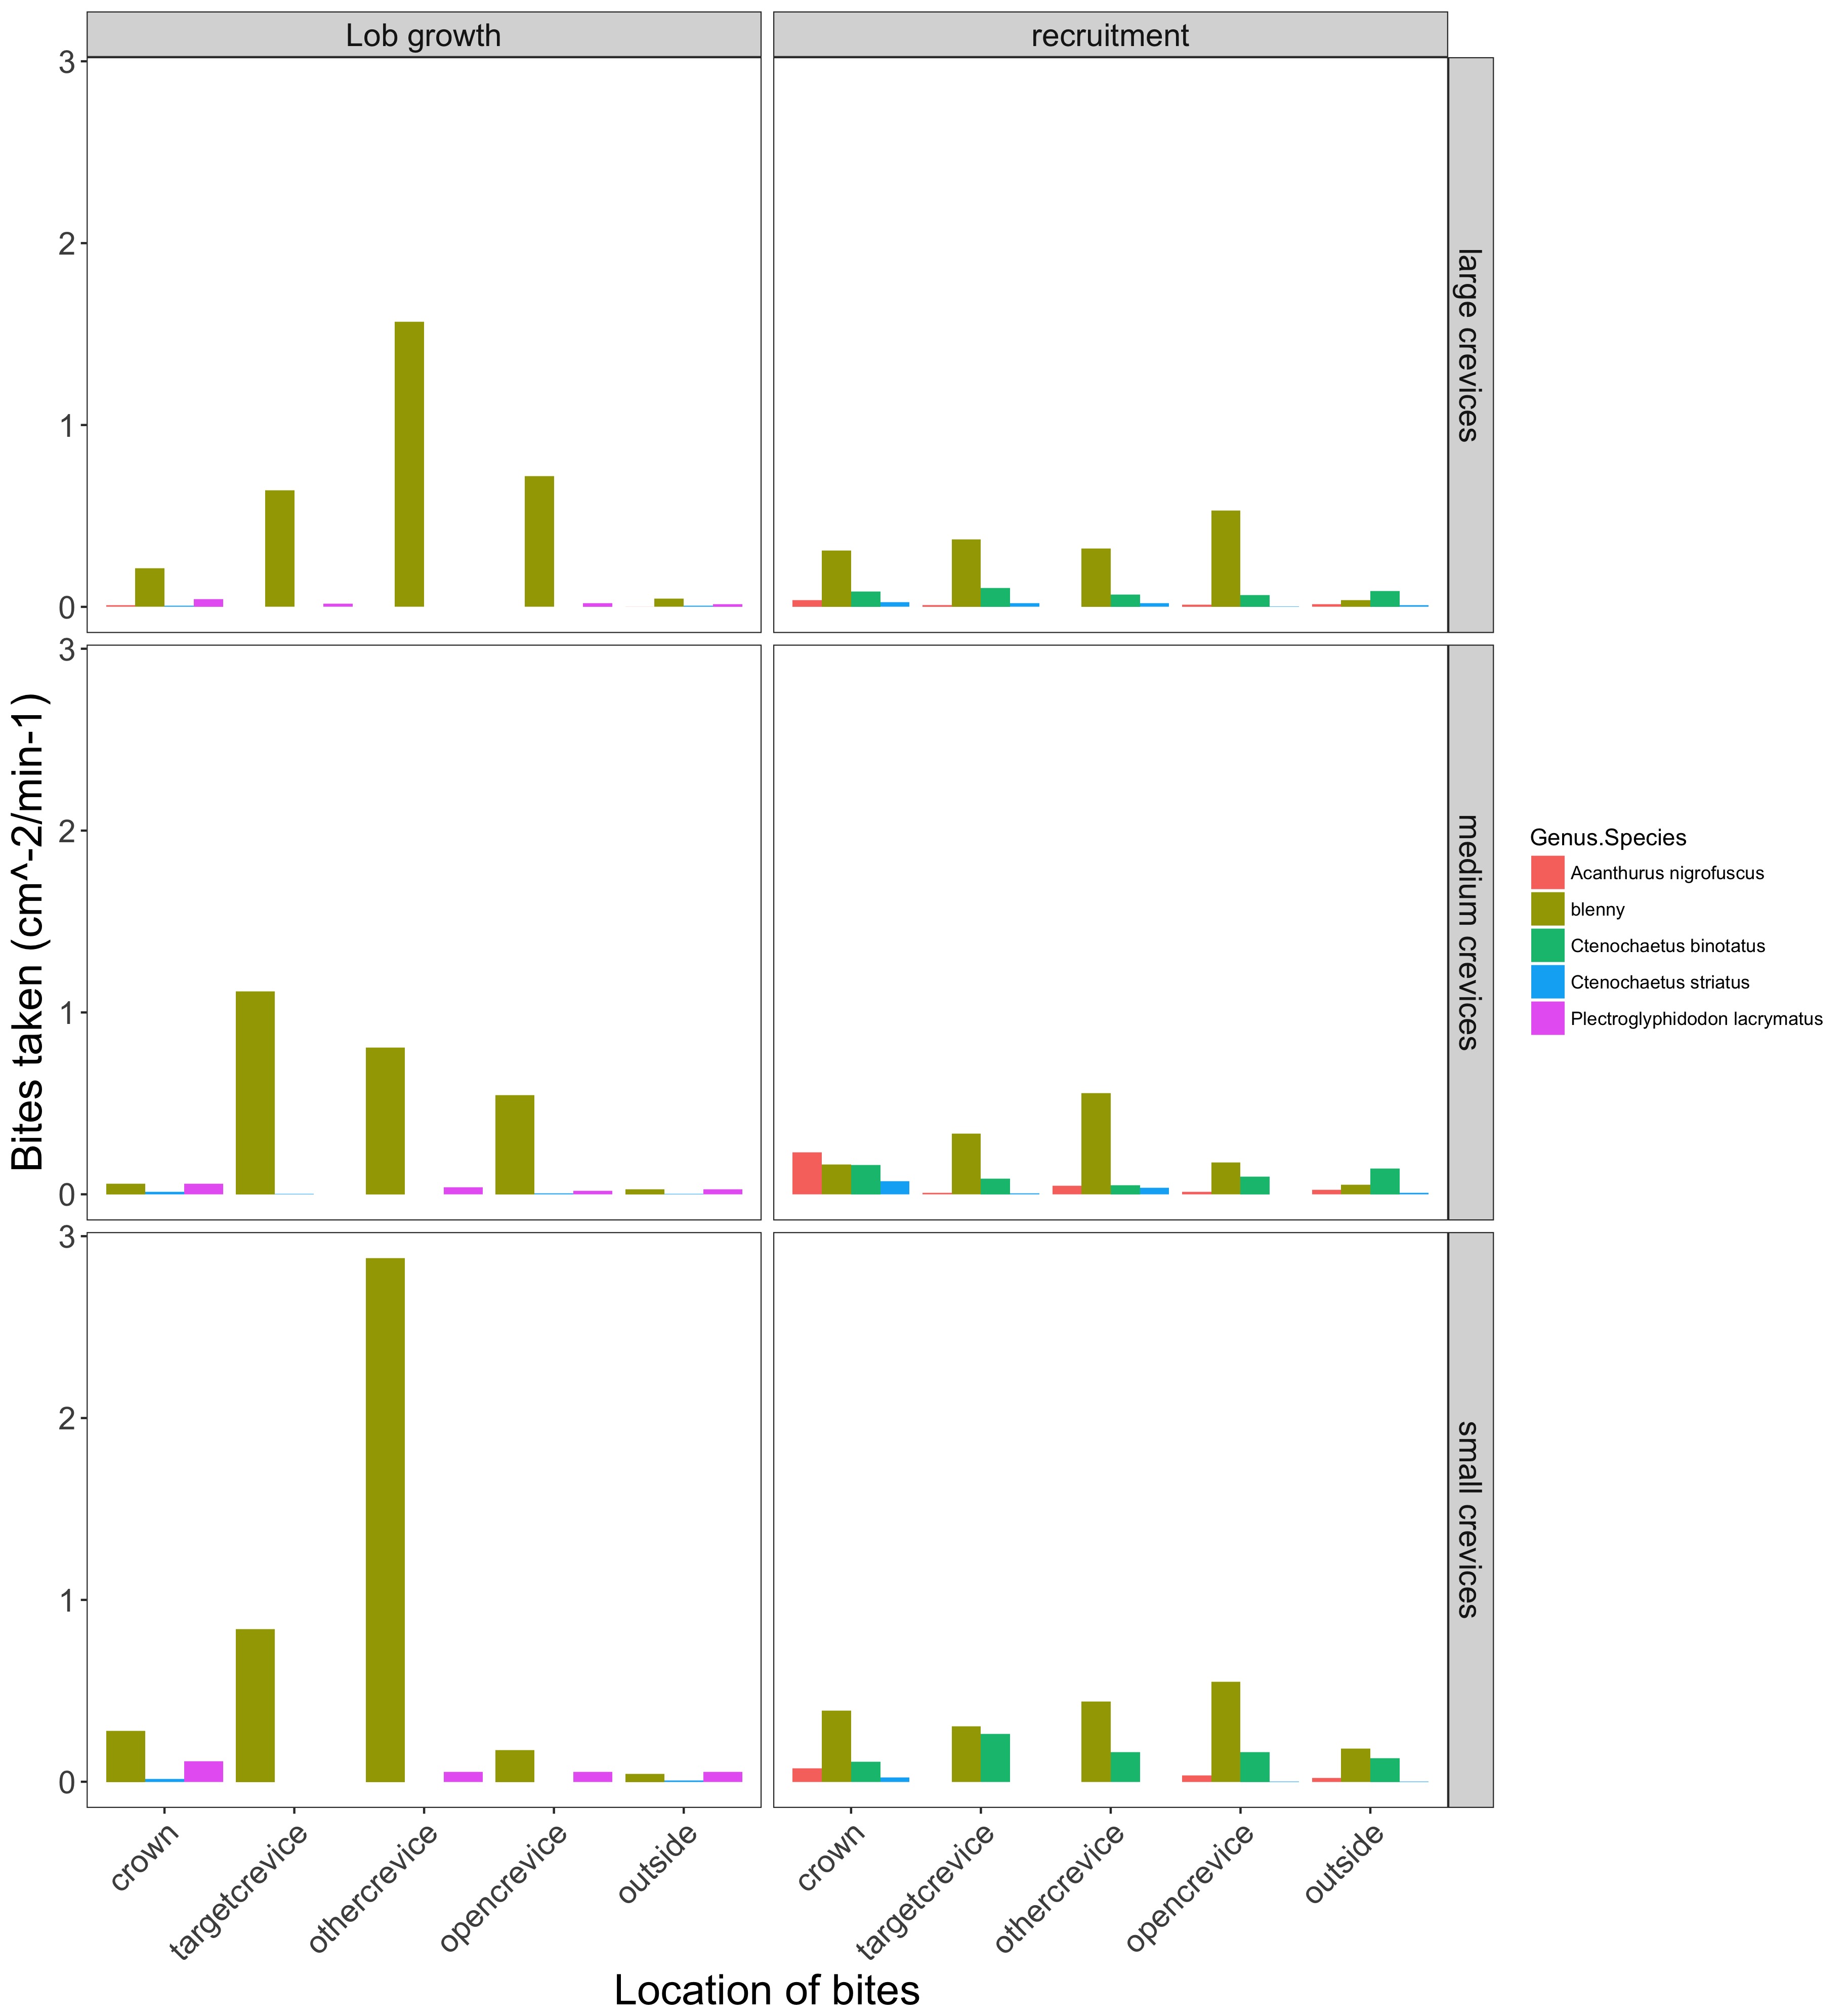 Lob growth
recruitment
3
2
1
0
large crevices
Bites taken (cm^-2/min-1)
3
2
1
0
medium crevices
Genus.Species
Acanthurus nigrofuscus
blenny
Ctenochaetus binotatus
Ctenochaetus striatus
Plectroglyphidodon lacrymatus
3
2
1
0
small crevices
crown
targetcrevice
othercrevice
opencrevice
outside
crown
targetcrevice
othercrevice
opencrevice
outside
Location of bites